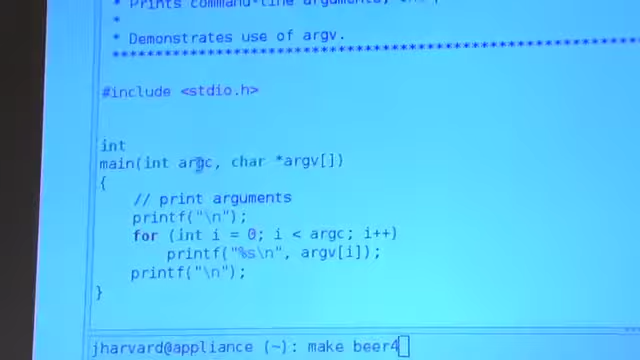 * Prints command-line arguments,
*
* Demonstrates use of argv.
#include <stdio.h>
int
main(int argc, char *argv[])
{
// print arguments
printf("\n");
for (int i = 0; i < argc; i++)
printf("%s\n", argv[i]);
printf("\n");
}
jharvard@appliance (~): make beer4